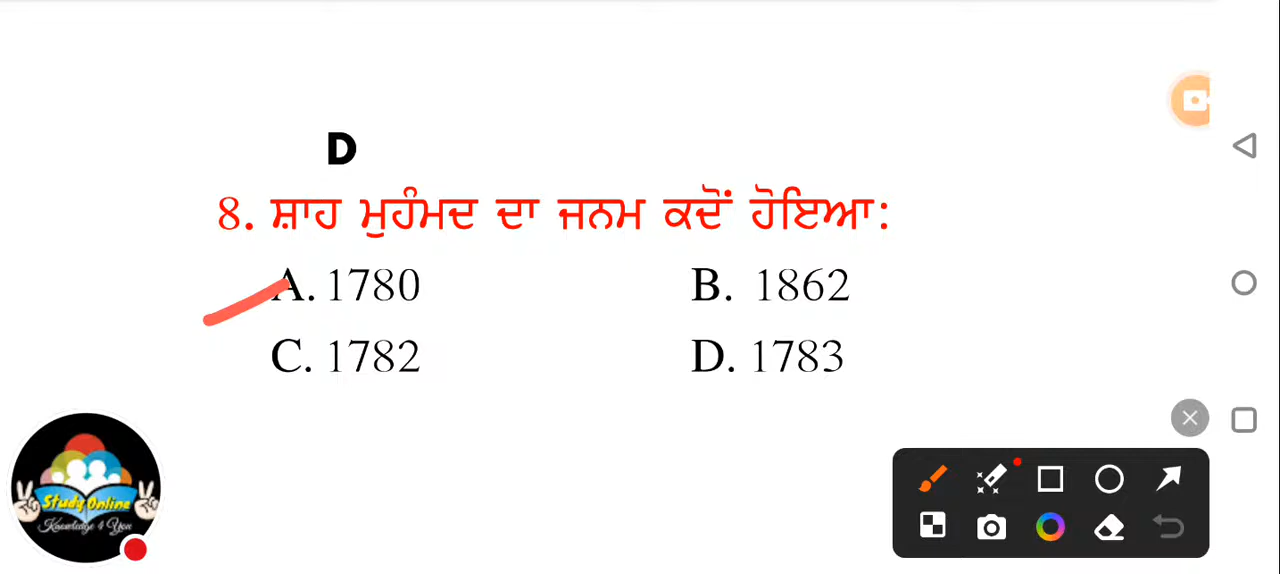 D
8. ਸ਼ਾਹ ਮੁਹੰਮਦ ਦਾ ਜਨਮ ਕਦੋਂ ਹੋਇਆ:
A. 1780 B. 1862
C. 1782 D. 1783
Study Online
Knowledge 4 You